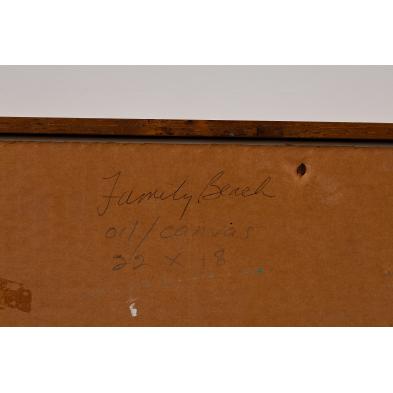 Family Beach
oil/canvas
22 x 18